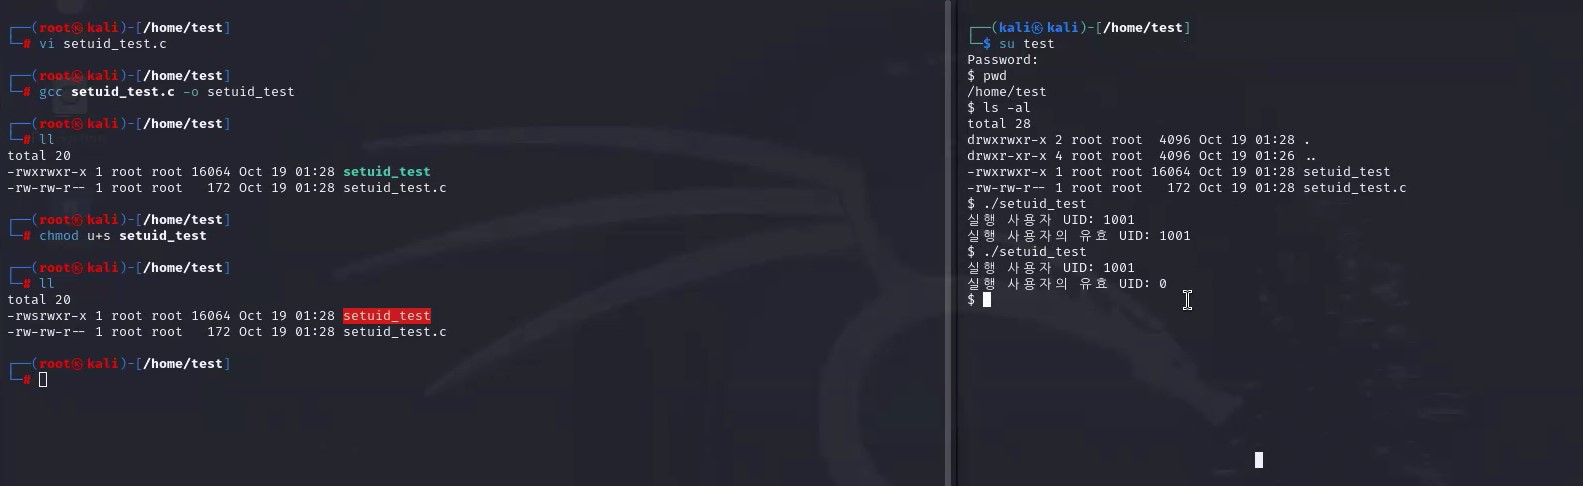 ┌──(root㉿kali)-[/home/test]
└─# vi setuid_test.c
┌──(root㉿kali)-[/home/test]
└─# gcc setuid_test.c -o setuid_test
┌──(root㉿kali)-[/home/test]
└─# ll
total 20
-rwxrwxr-x 1 root root 16064 Oct 19 01:28 setuid_test
-rw-rw-r-- 1 root root   172 Oct 19 01:28 setuid_test.c
┌──(root㉿kali)-[/home/test]
└─# chmod u+s setuid_test
┌──(root㉿kali)-[/home/test]
└─# ll
total 20
-rwsrwxr-x 1 root root 16064 Oct 19 01:28 setuid_test
-rw-rw-r-- 1 root root   172 Oct 19 01:28 setuid_test.c
┌──(root㉿kali)-[/home/test]
└─#
┌──(kali㉿kali)-[/home/test]
└─$ su test
Password:
$ pwd
/home/test
$ ls -al
total 28
drwxrwxr-x 2 root root  4096 Oct 19 01:28 .
drwxr-xr-x 4 root root  4096 Oct 19 01:26 ..
-rwxrwxr-x 1 root root 16064 Oct 19 01:28 setuid_test
-rw-rw-r-- 1 root root   172 Oct 19 01:28 setuid_test.c
$ ./setuid_test
실행 사용자 UID: 1001
실행 사용자의 유효 UID: 1001
$ ./setuid_test
실행 사용자 UID: 1001
실행 사용자의 유효 UID: 0
$